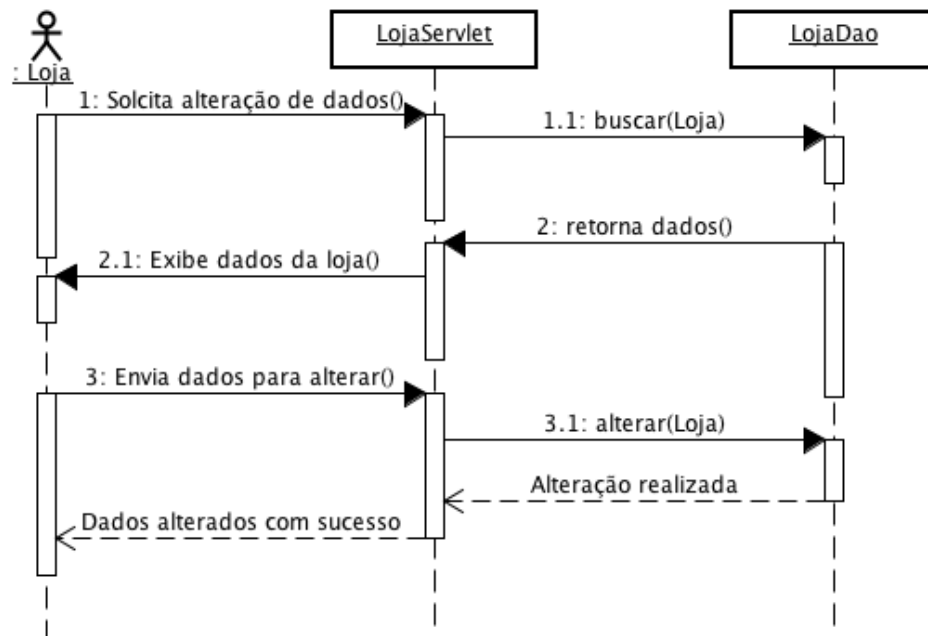 LojaServlet
LojaDao
: Loja
1: Solcita alteração de dados()
1.1: buscar(Loja)
2: retorna dados()
2.1: Exibe dados da loja()
3: Envia dados para alterar()
3.1: alterar(Loja)
Alteração realizada
Dados alterados com sucesso